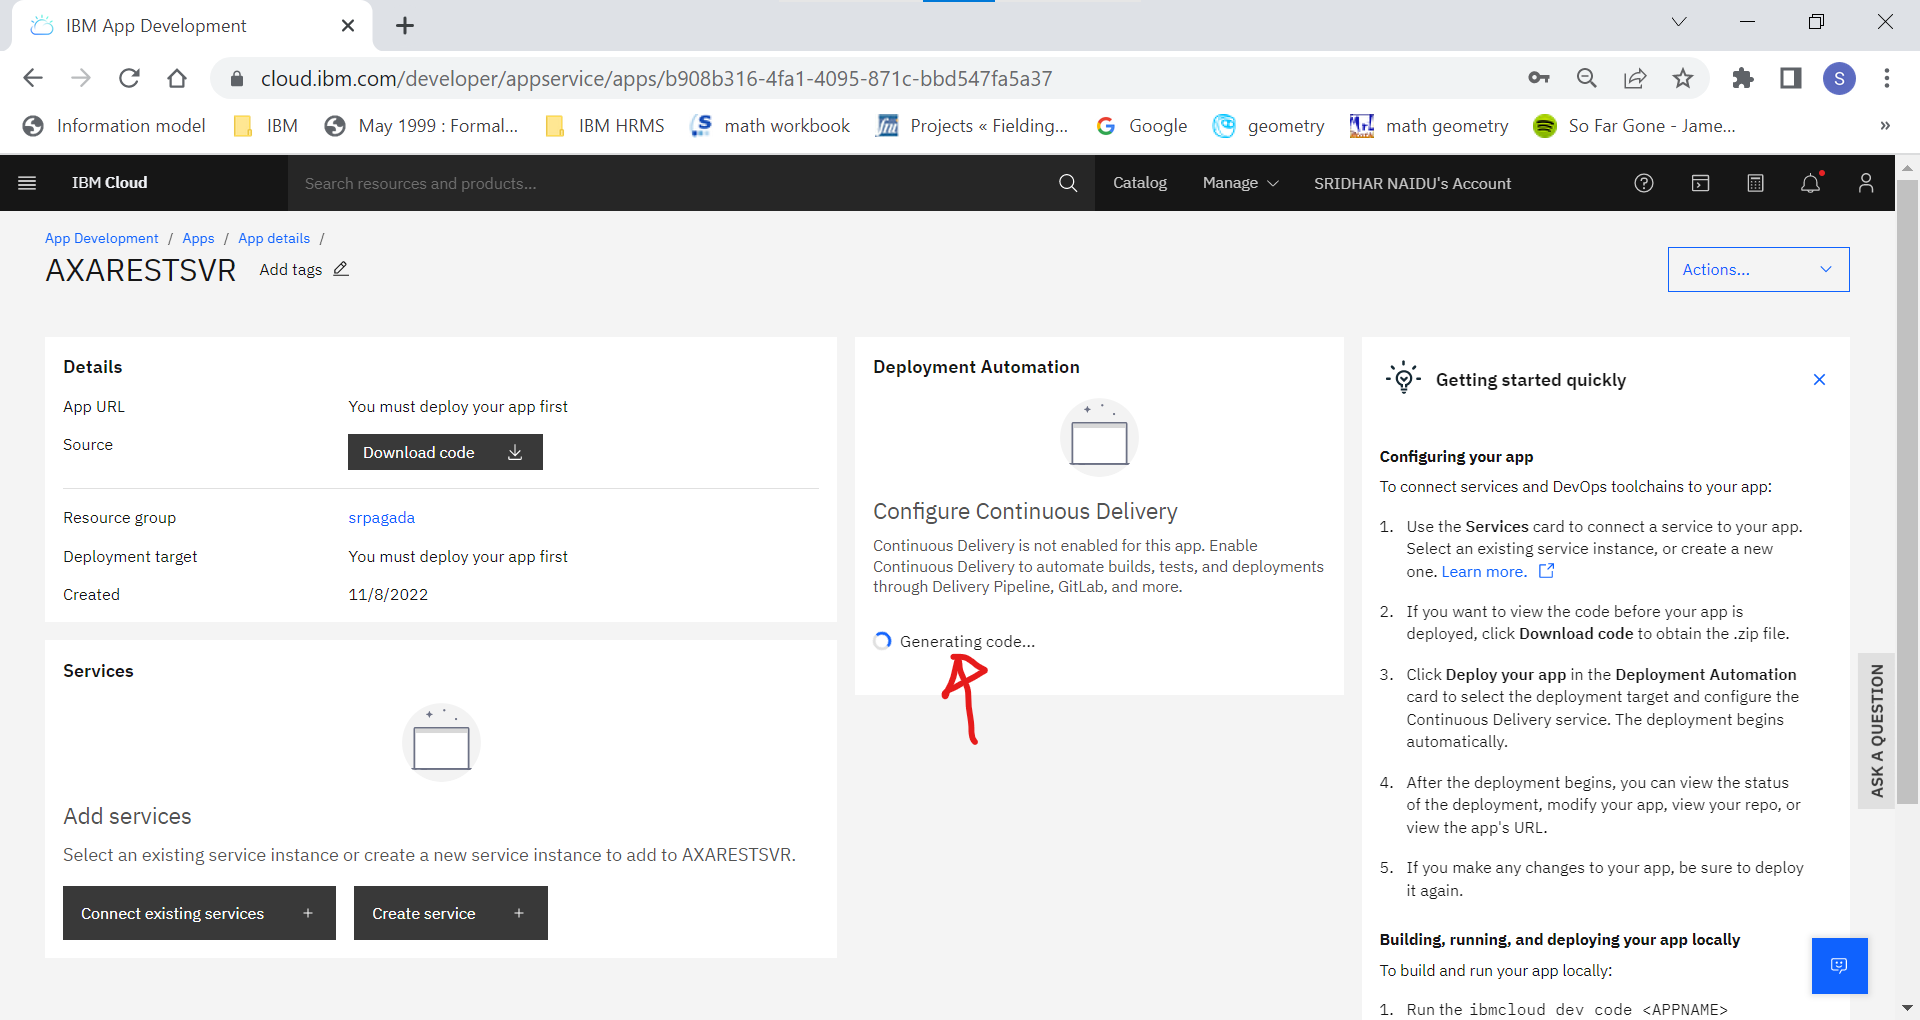 IBM App Development
cloud.ibm.com/developer/appservice/apps/b908b316-4fa1-4095-871c-bbd547fa5a37
S
Information model
IBM
May 1999 : Formal...
IBM HRMS
math workbook
Projects « Fielding...
Google
geometry
math geometry
So Far Gone - Jame...
»
IBM Cloud
Search resources and products...
Catalog
Manage
SRIDHAR NAIDU's Account
App Development / Apps / App details /
AXARESTSVR
Add tags
Actions...
Details
App URL
You must deploy your app first
Source
Download code
Resource group
srpagada
Deployment target
You must deploy your app first
Created
11/8/2022
Services
Add services
Select an existing service instance or create a new service instance to add to AXARESTSVR.
Connect existing services +
Create service +
Deployment Automation
Configure Continuous Delivery
Continuous Delivery is not enabled for this app. Enable
Continuous Delivery to automate builds, tests, and deployments
through Delivery Pipeline, GitLab, and more.
Generating code...
Getting started quickly
Configuring your app
To connect services and DevOps toolchains to your app:
1. Use the Services card to connect a service to your app.
Select an existing service instance, or create a new
one. Learn more.
2. If you want to view the code before your app is
deployed, click Download code to obtain the .zip file.
3. Click Deploy your app in the Deployment Automation
card to select the deployment target and configure the
Continuous Delivery service. The deployment begins
automatically.
4. After the deployment begins, you can view the status
of the deployment, modify your app, view your repo, or
view the app's URL.
5. If you make any changes to your app, be sure to deploy
it again.
Building, running, and deploying your app locally
To build and run your app locally:
1. Run the ibmcloud dev code <APPNAME>
ASK A QUESTION